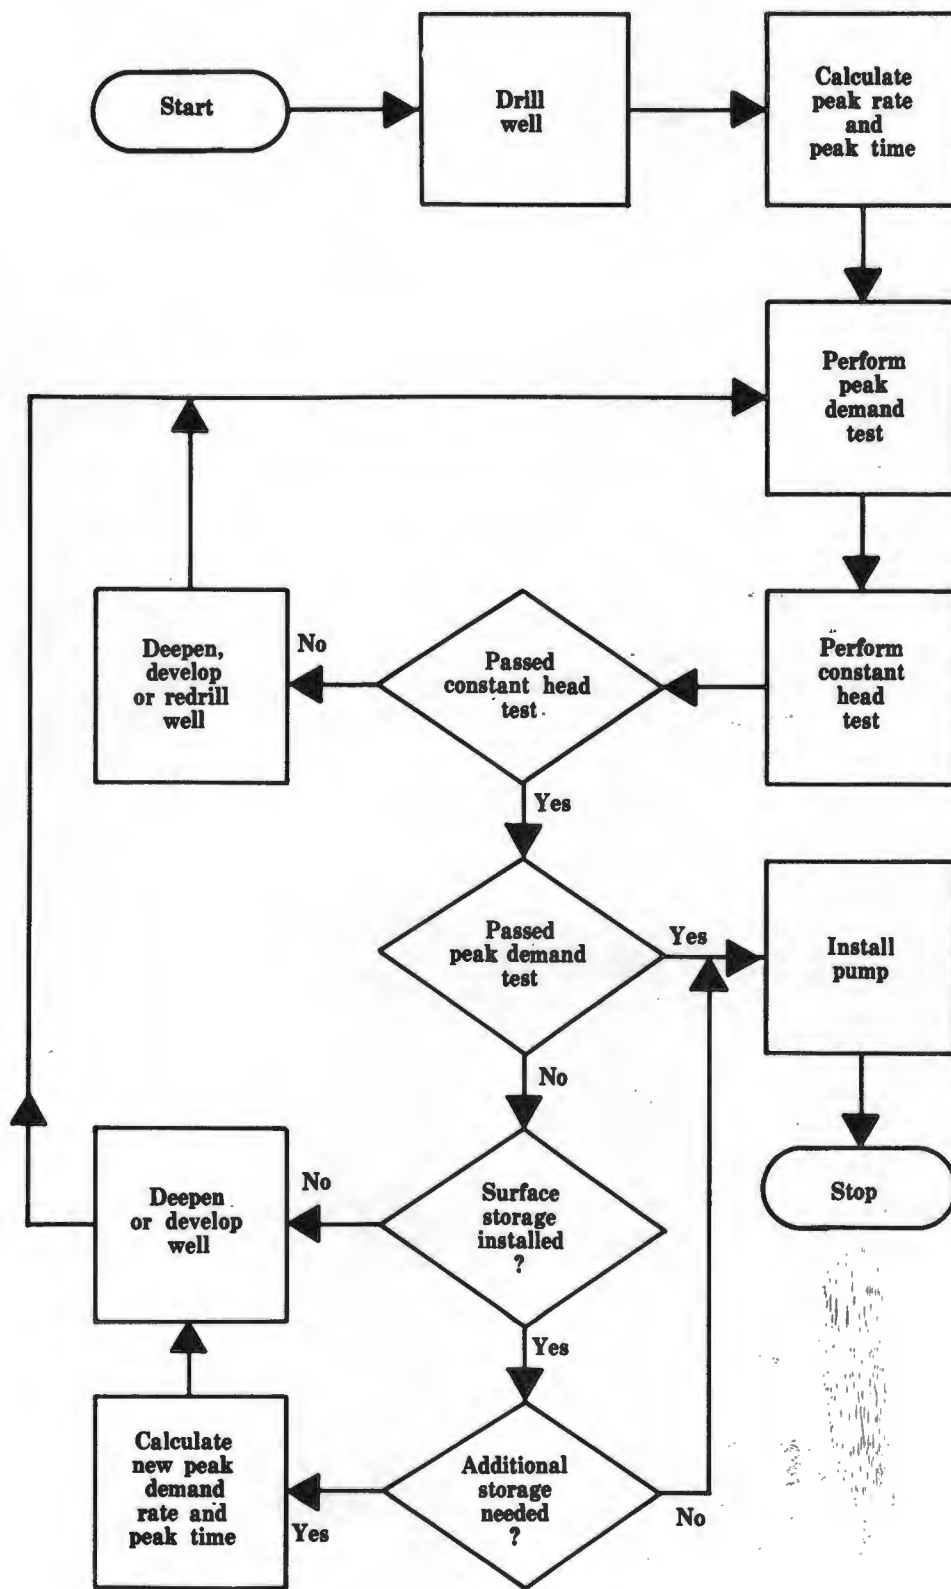 Start
Drill
well
Calculate
peak rate
and
peak time
Perform
peak
demand
test
Deepen,
develop
or redrill
well
No
Passed
constant head
test
Perform
constant
head
test
Yes
Passed
peak demand
test
Yes
Install
pump
No
Deepen
or develop
well
No
Surface
storage
installed
?
Stop
Yes
Calculate
new peak
demand
rate and
peak time
Yes
Additional
storage
needed
?
No